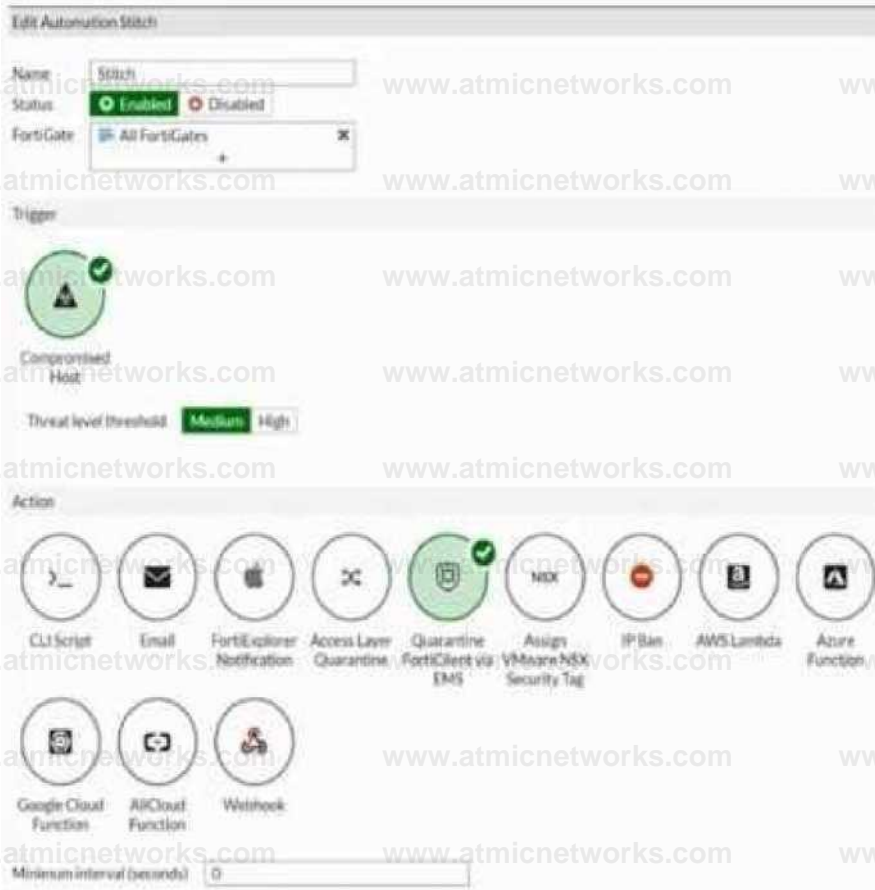 Edit Automation Stitch
Name Stitch
Status Enabled Disabled
FortiGate All FortiGates ×
+
Trigger
Compromised
Host
Threat level threshold Medium High
Action
>_ NSX a
CLI Script Email FortiExplorer Access Layer Quarantine Assign IP Ban AWS Lambda Azure
Notification Quarantine FortiClient via VMware NSX Function
EMS Security Tag
Google Cloud AliCloud Webhook
Function Function
Minimum interval (seconds) 0
www.atmicnetworks.com